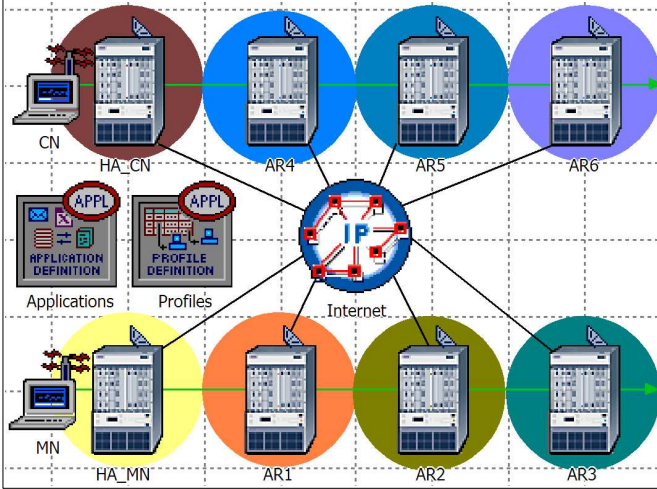 CN
HA_CN
AR4
AR5
AR6
APPL
APPLICATION
DEFINITION
Applications
APPL
PROFILE
DEFINITION
Profiles
IP
Internet
MN
HA_MN
AR1
AR2
AR3